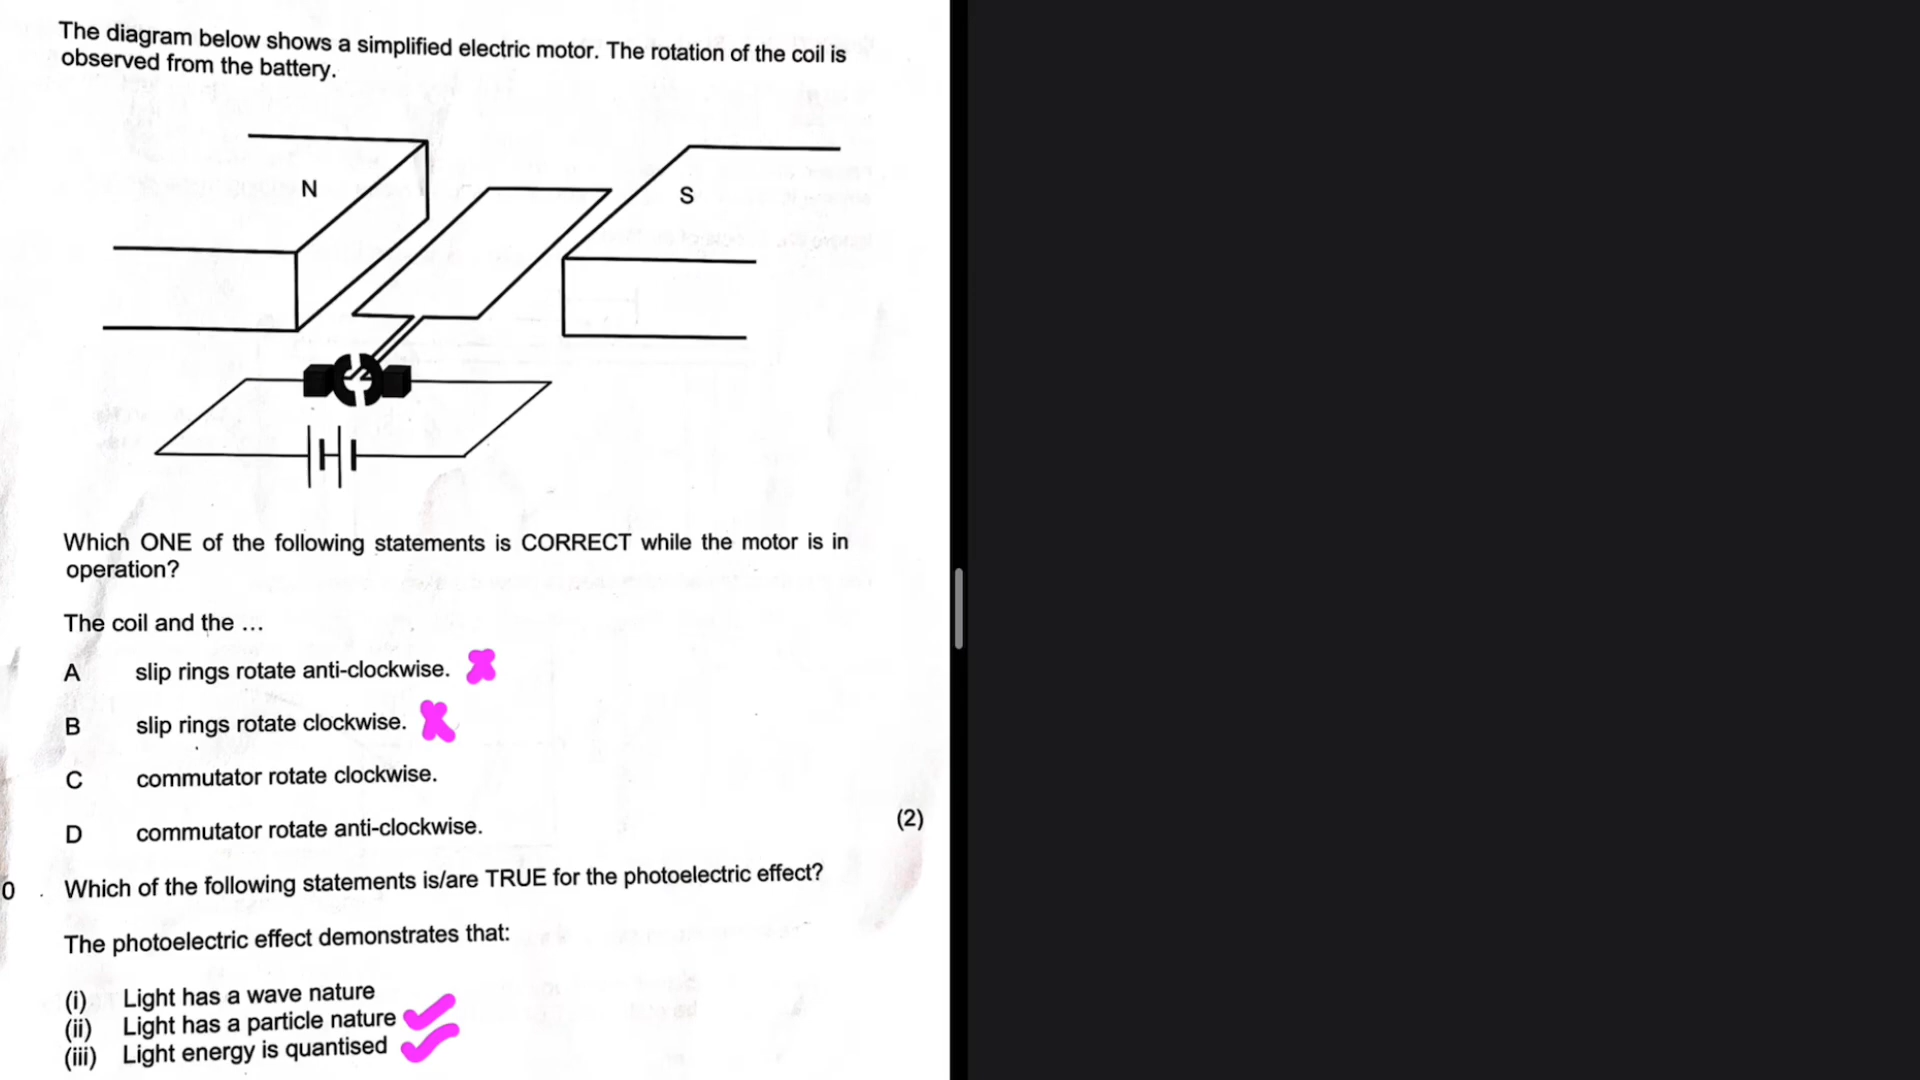 The diagram below shows a simplified electric motor. The rotation of the coil is
observed from the battery.
N
S
Which ONE of the following statements is CORRECT while the motor is in
operation?
The coil and the ...
A slip rings rotate anti-clockwise.
B slip rings rotate clockwise.
C commutator rotate clockwise.
D commutator rotate anti-clockwise.
(2)
0 . Which of the following statements is/are TRUE for the photoelectric effect?
The photoelectric effect demonstrates that:
(i) Light has a wave nature
(ii) Light has a particle nature
(iii) Light energy is quantised